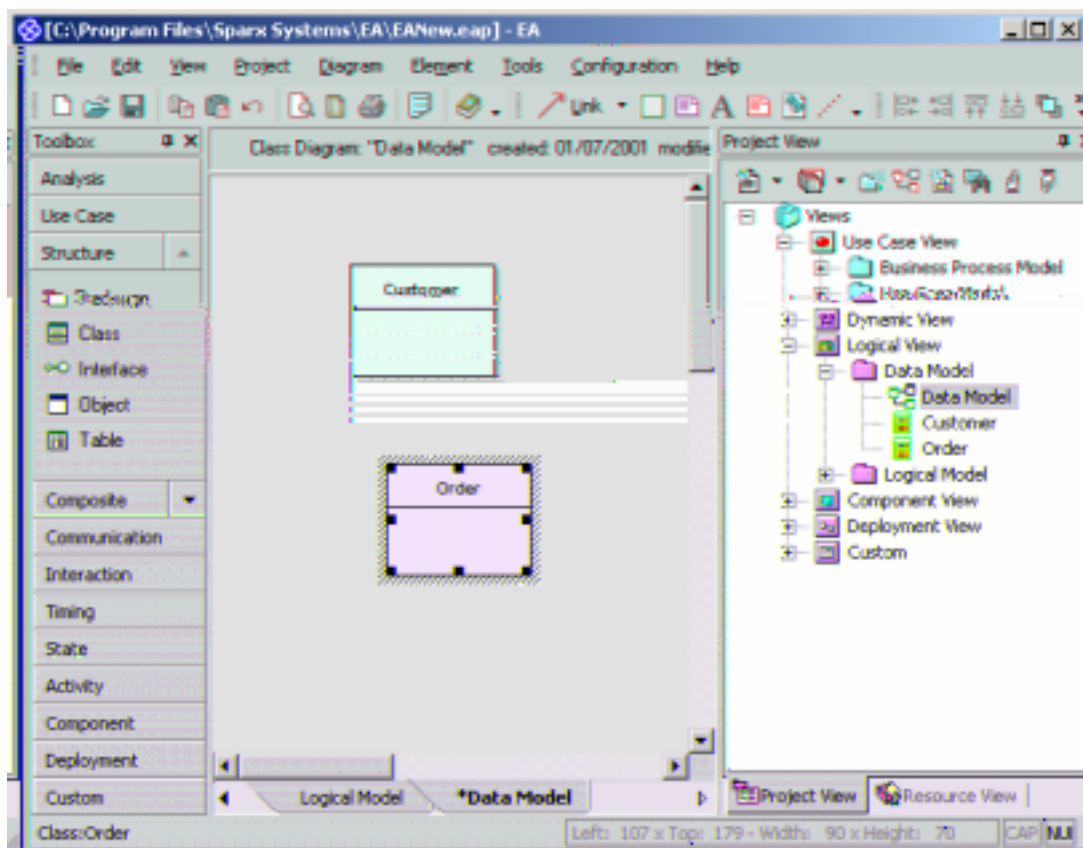 [C:\Program Files\Sparx Systems\EA\EANew.eap] - EA
File Edit View Project Diagram Element Tools Configuration Help
Link
Toolbox
Analysis
Use Case
Structure
Class
Interface
Object
Table
Composite
Communication
Interaction
Timing
State
Activity
Component
Deployment
Custom
Class Diagram: "Data Model" created: 01/07/2001 modifie
Customer
Order
Logical Model *Data Model
Project View
Views
Use Case View
Business Process Model
Dynamic View
Logical View
Data Model
Data Model
Customer
Order
Logical Model
Component View
Deployment View
Custom
Project View Resource View
Class:Order
Left: 107 x Top: 179 - Width: 90 x Height: 70 CAP NU